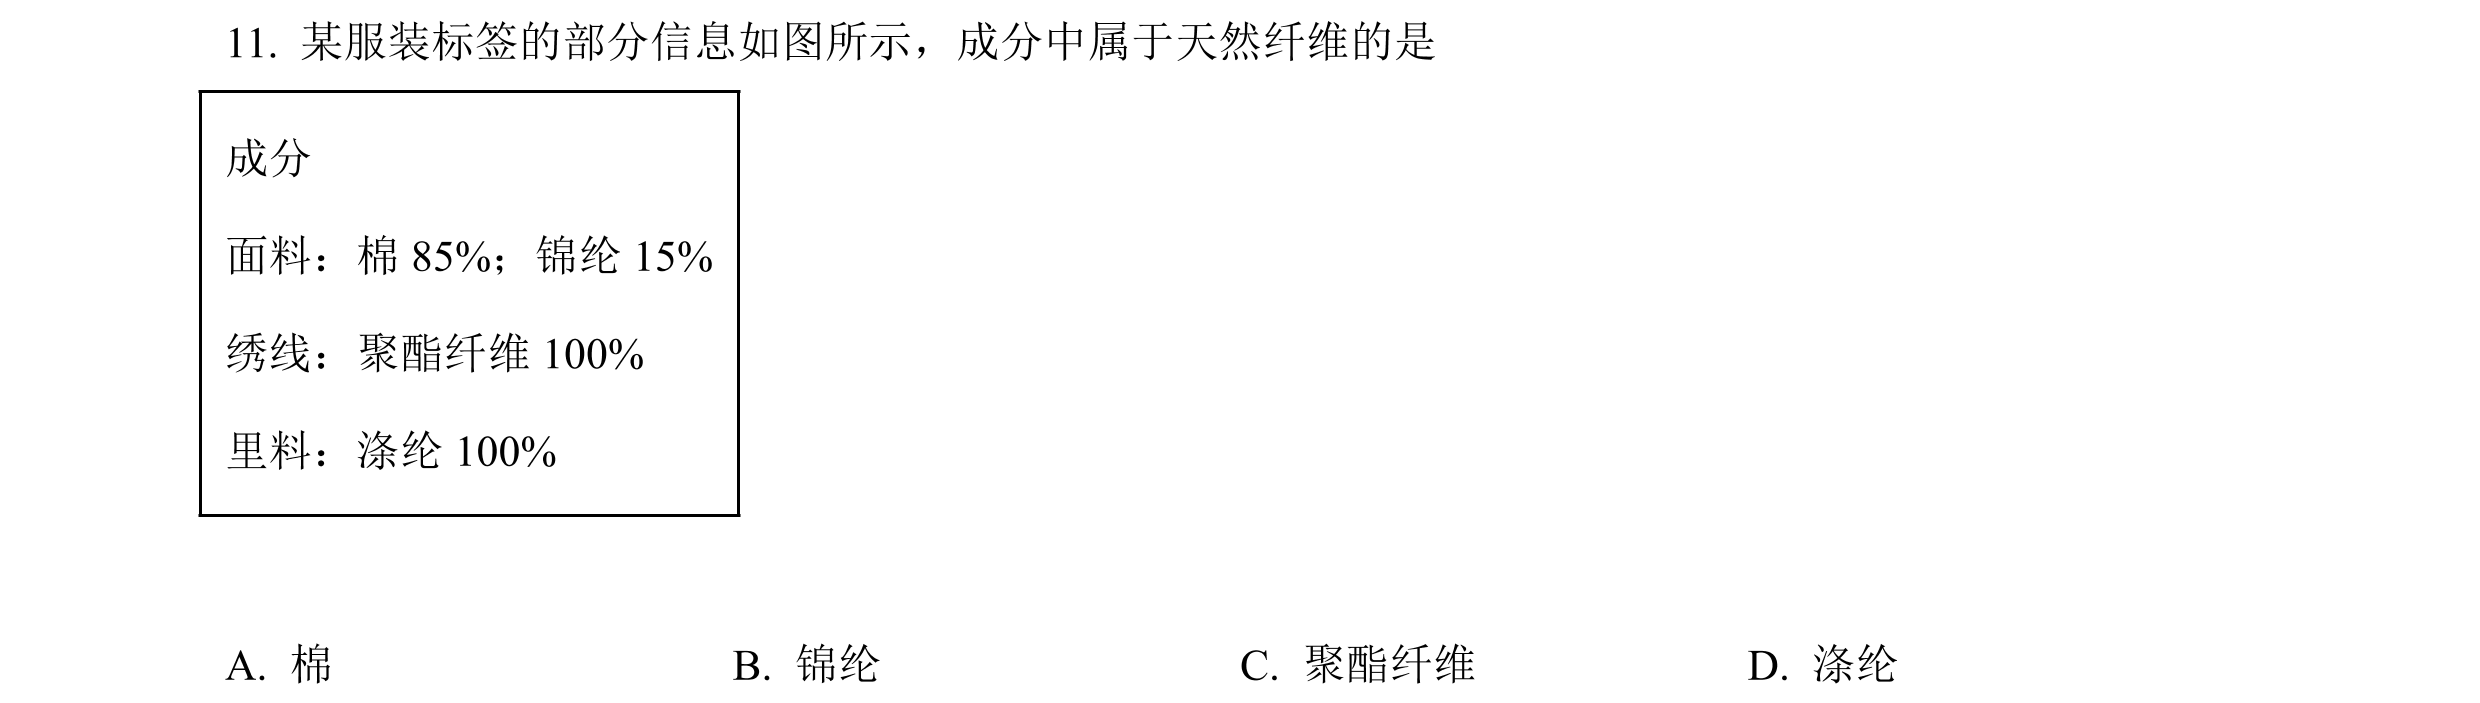 11. 某服装标签的部分信息如图所示，成分中属于天然纤维的是
成分
面料：棉 85%；锦纶 15%
绣线：聚酯纤维 100%
里料：涤纶 100%
A. 棉 B. 锦纶 C. 聚酯纤维 D. 涤纶